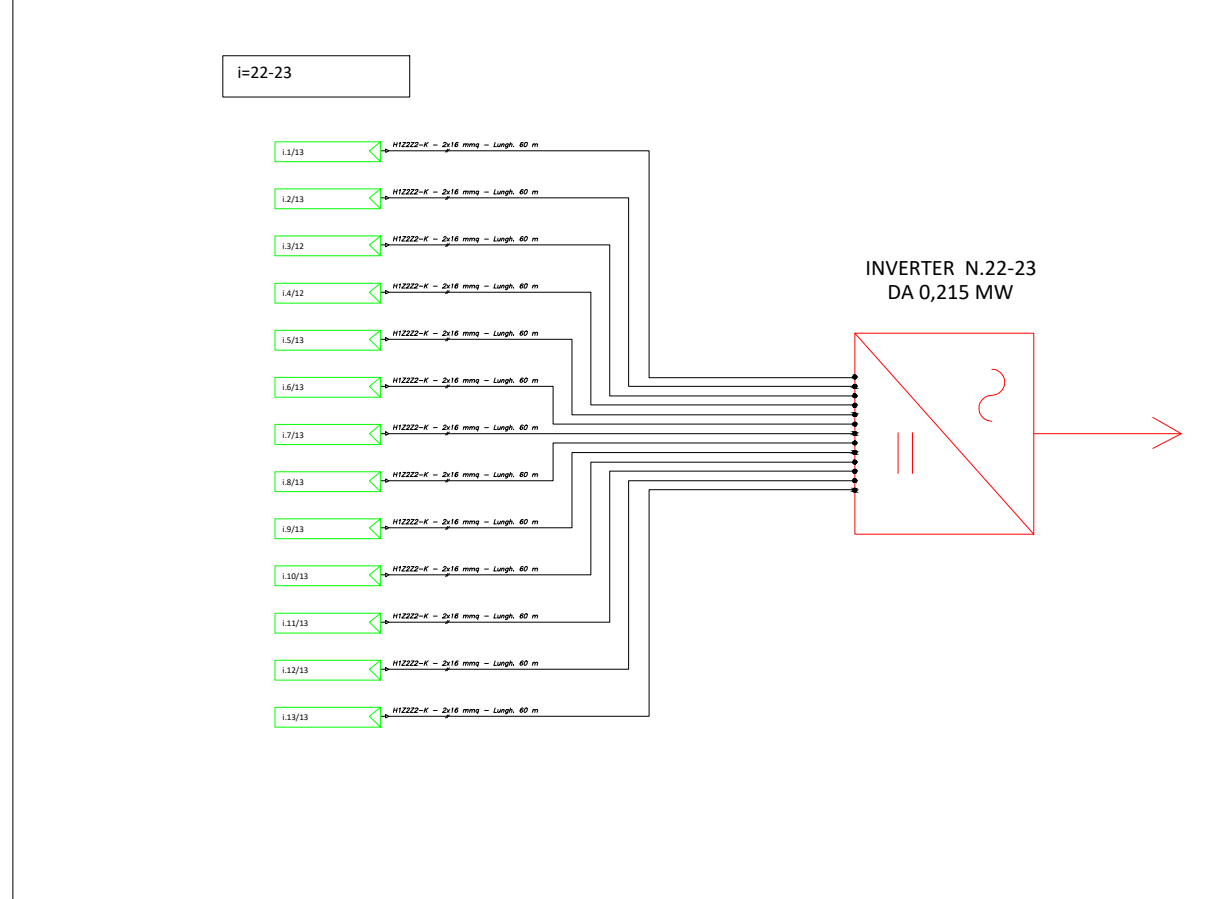 i=22-23
i.1/13
H1Z2Z2-K - 2x16 mmq - Lungh. 60 m
i.2/13
H1Z2Z2-K - 2x16 mmq - Lungh. 60 m
i.3/12
H1Z2Z2-K - 2x16 mmq - Lungh. 60 m
INVERTER N.22-23
DA 0,215 MW
i.4/12
H1Z2Z2-K - 2x16 mmq - Lungh. 60 m
i.5/13
H1Z2Z2-K - 2x16 mmq - Lungh. 60 m
i.6/13
H1Z2Z2-K - 2x16 mmq - Lungh. 60 m
i.7/13
H1Z2Z2-K - 2x16 mmq - Lungh. 60 m
i.8/13
H1Z2Z2-K - 2x16 mmq - Lungh. 60 m
i.9/13
H1Z2Z2-K - 2x16 mmq - Lungh. 60 m
i.10/13
H1Z2Z2-K - 2x16 mmq - Lungh. 60 m
i.11/13
H1Z2Z2-K - 2x16 mmq - Lungh. 60 m
i.12/13
H1Z2Z2-K - 2x16 mmq - Lungh. 60 m
i.13/13
H1Z2Z2-K - 2x16 mmq - Lungh. 60 m